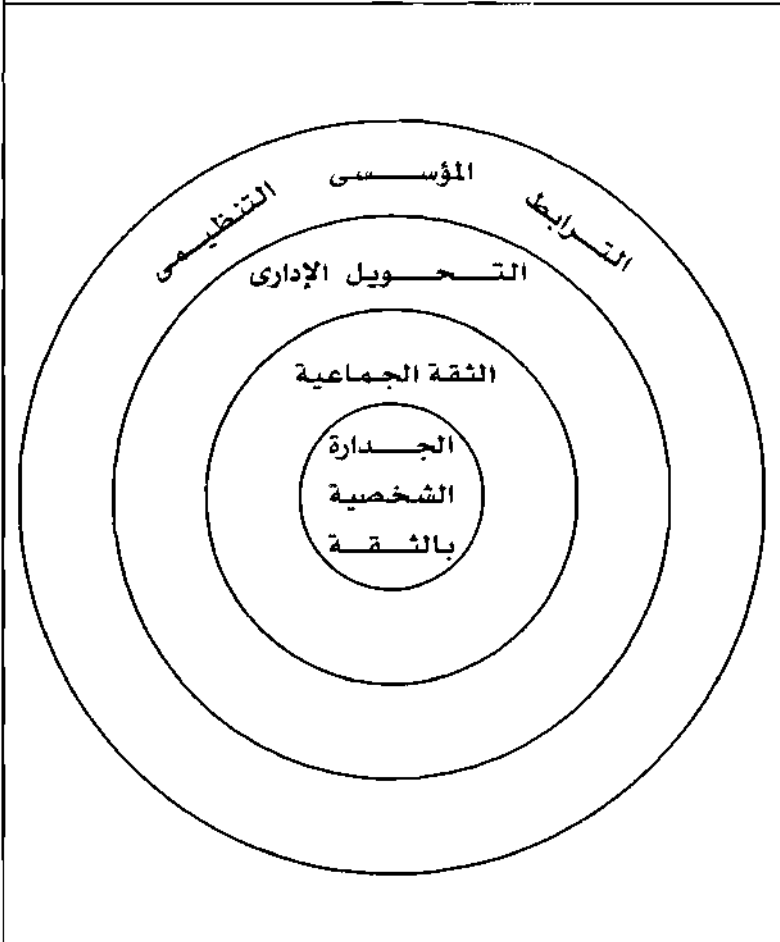 الترابط المؤسسى التنظيمى
التحويل الإدارى
الثقة الجماعية
الجدارة
الشخصية
بالثقة